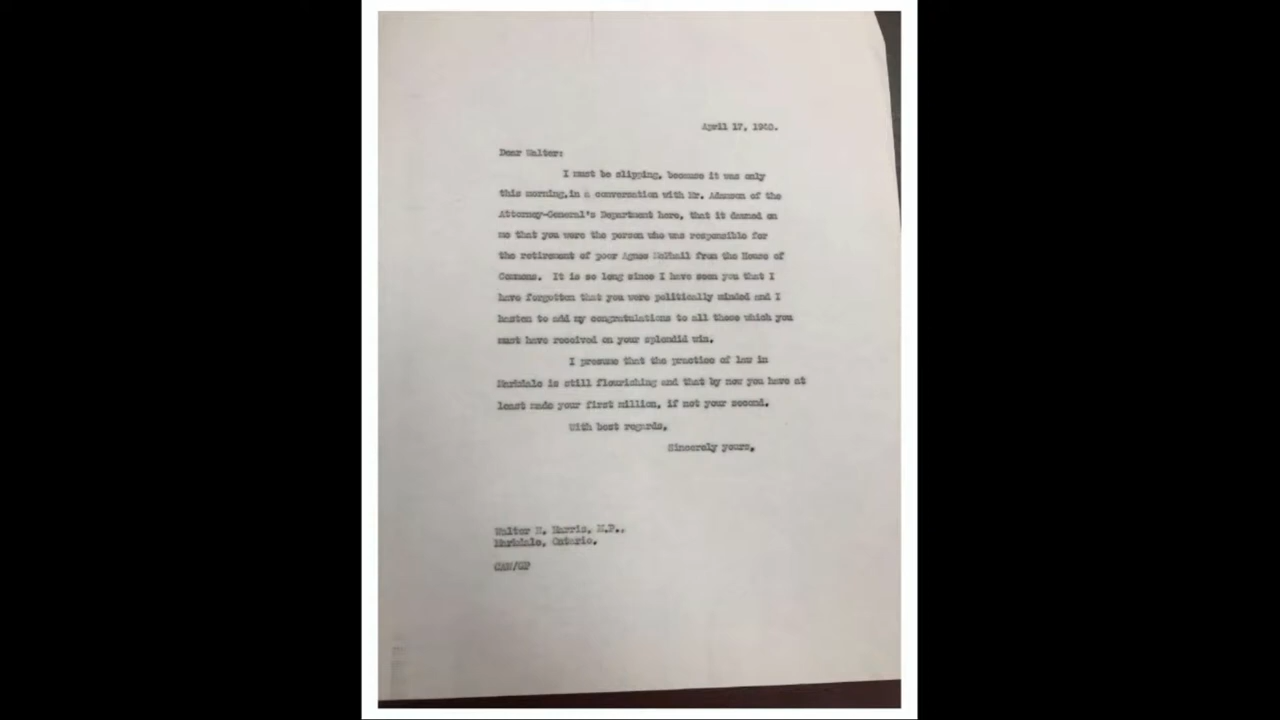 April 17, 1940.
Dear Walter:
I must be slipping, because it was only
this morning, in a conversation with Mr. Adamson of the
Attorney-General's Department here, that it dawned on
me that you were the person who was responsible for
the retirement of poor Agnes McPhail from the House of
Commons. It is so long since I have seen you that I
have forgotten that you were politically minded and I
hasten to add my congratulations to all those which you
must have received on your splendid win.
I presume that the practice of law in
Markdale is still flourishing and that by now you have at
least made your first million, if not your second.
With best regards,
Sincerely yours,
Walter E. Harris, M.P.,
Markdale, Ontario.